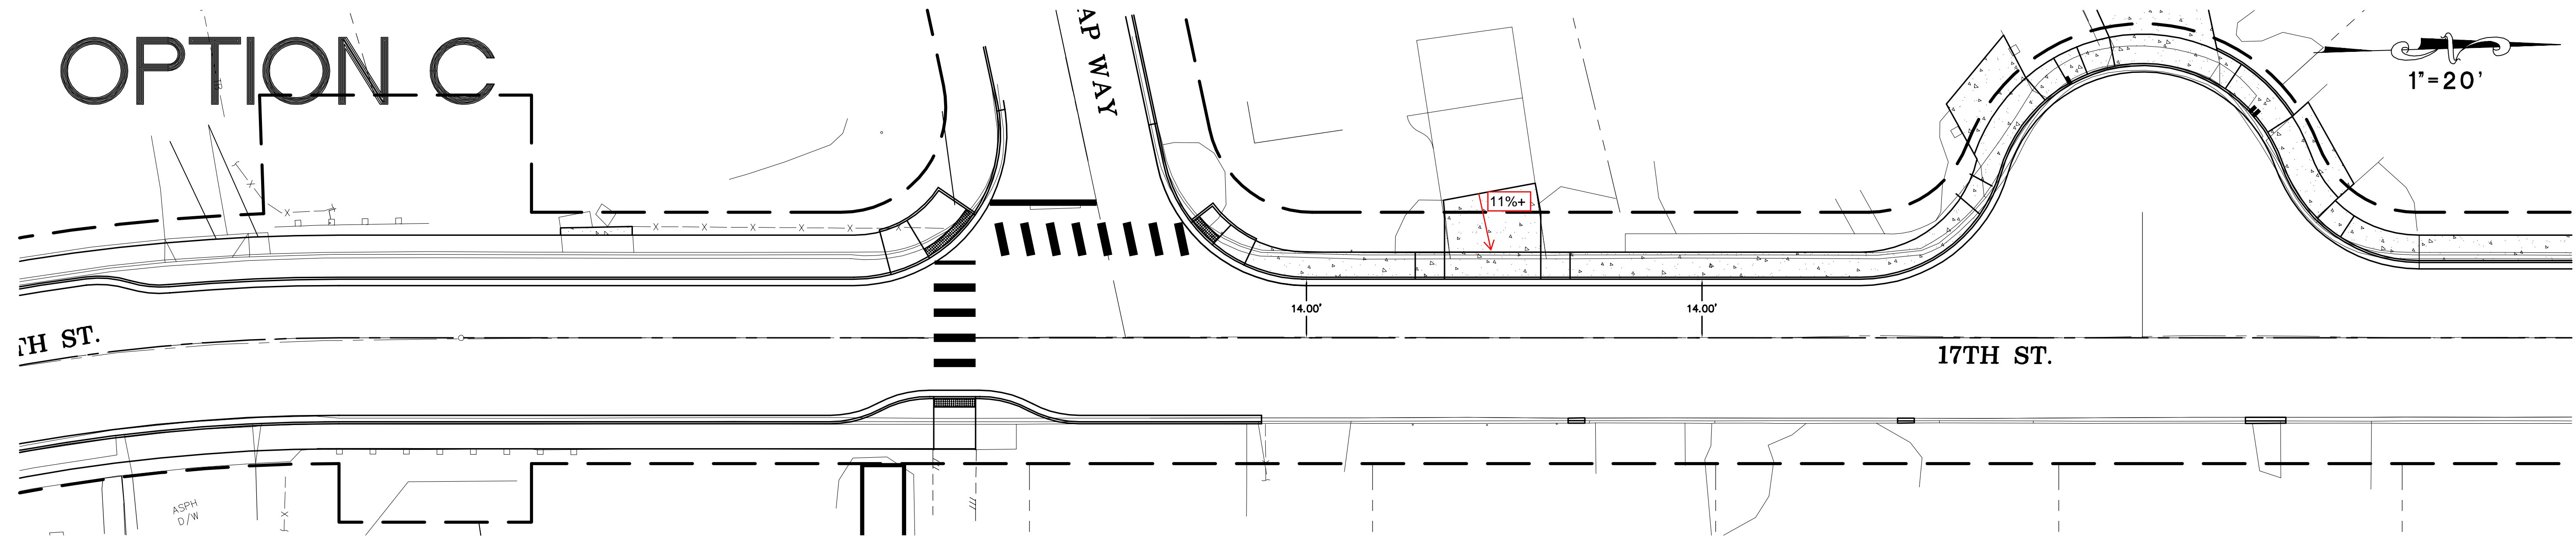 OPTION C
AP WAY
1"=20'
11%+
14.00'
14.00'
TH ST.
17TH ST.
ASPH
D/W